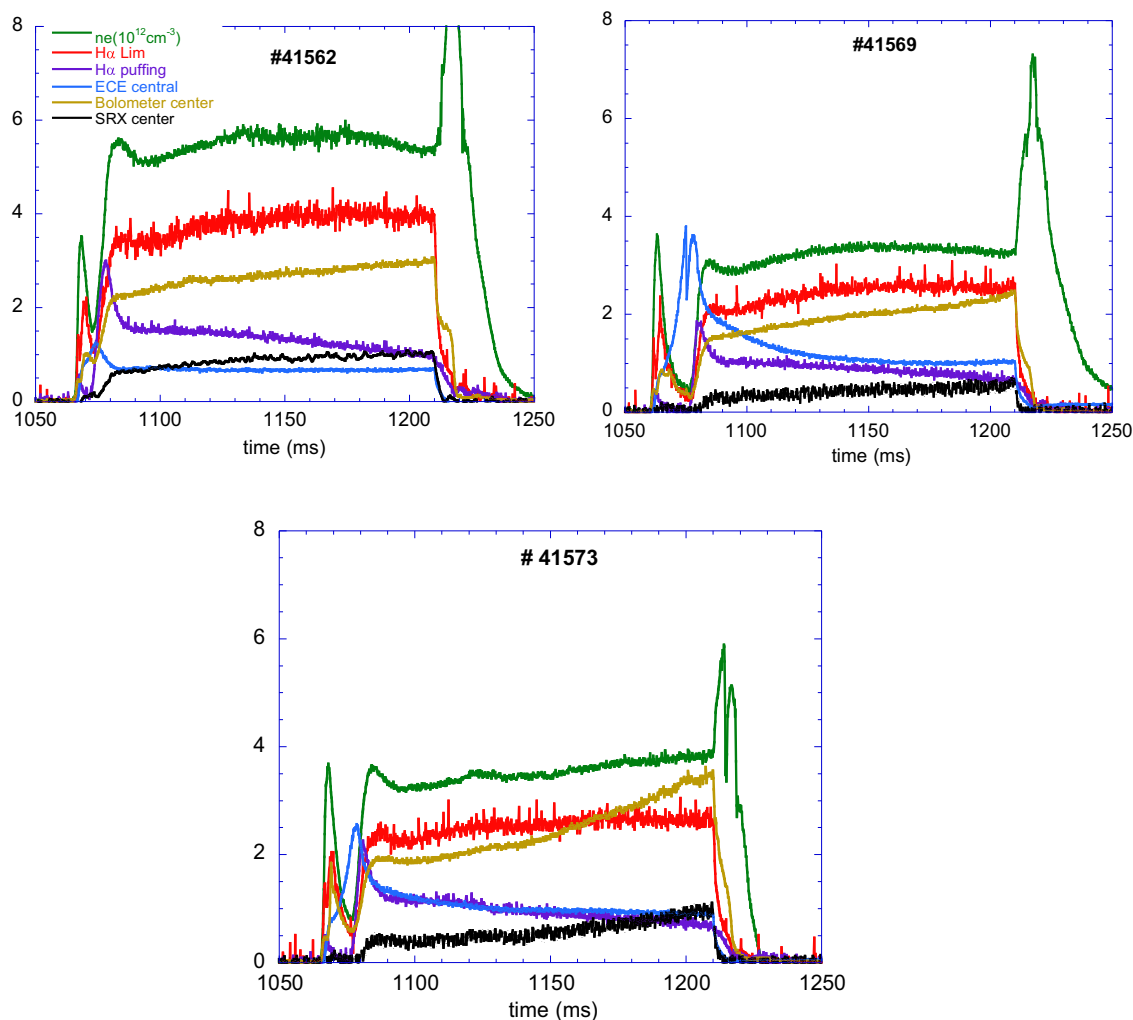 ne(10¹²cm⁻³)
Hα Lim
Hα puffing
ECE central
Bolometer center
SRX center
#41562
8
6
4
2
0
1050 1100 1150 1200 1250
time (ms)
#41569
8
6
4
2
0
1050 1100 1150 1200 1250
time (ms)
# 41573
8
6
4
2
0
1050 1100 1150 1200 1250
time (ms)